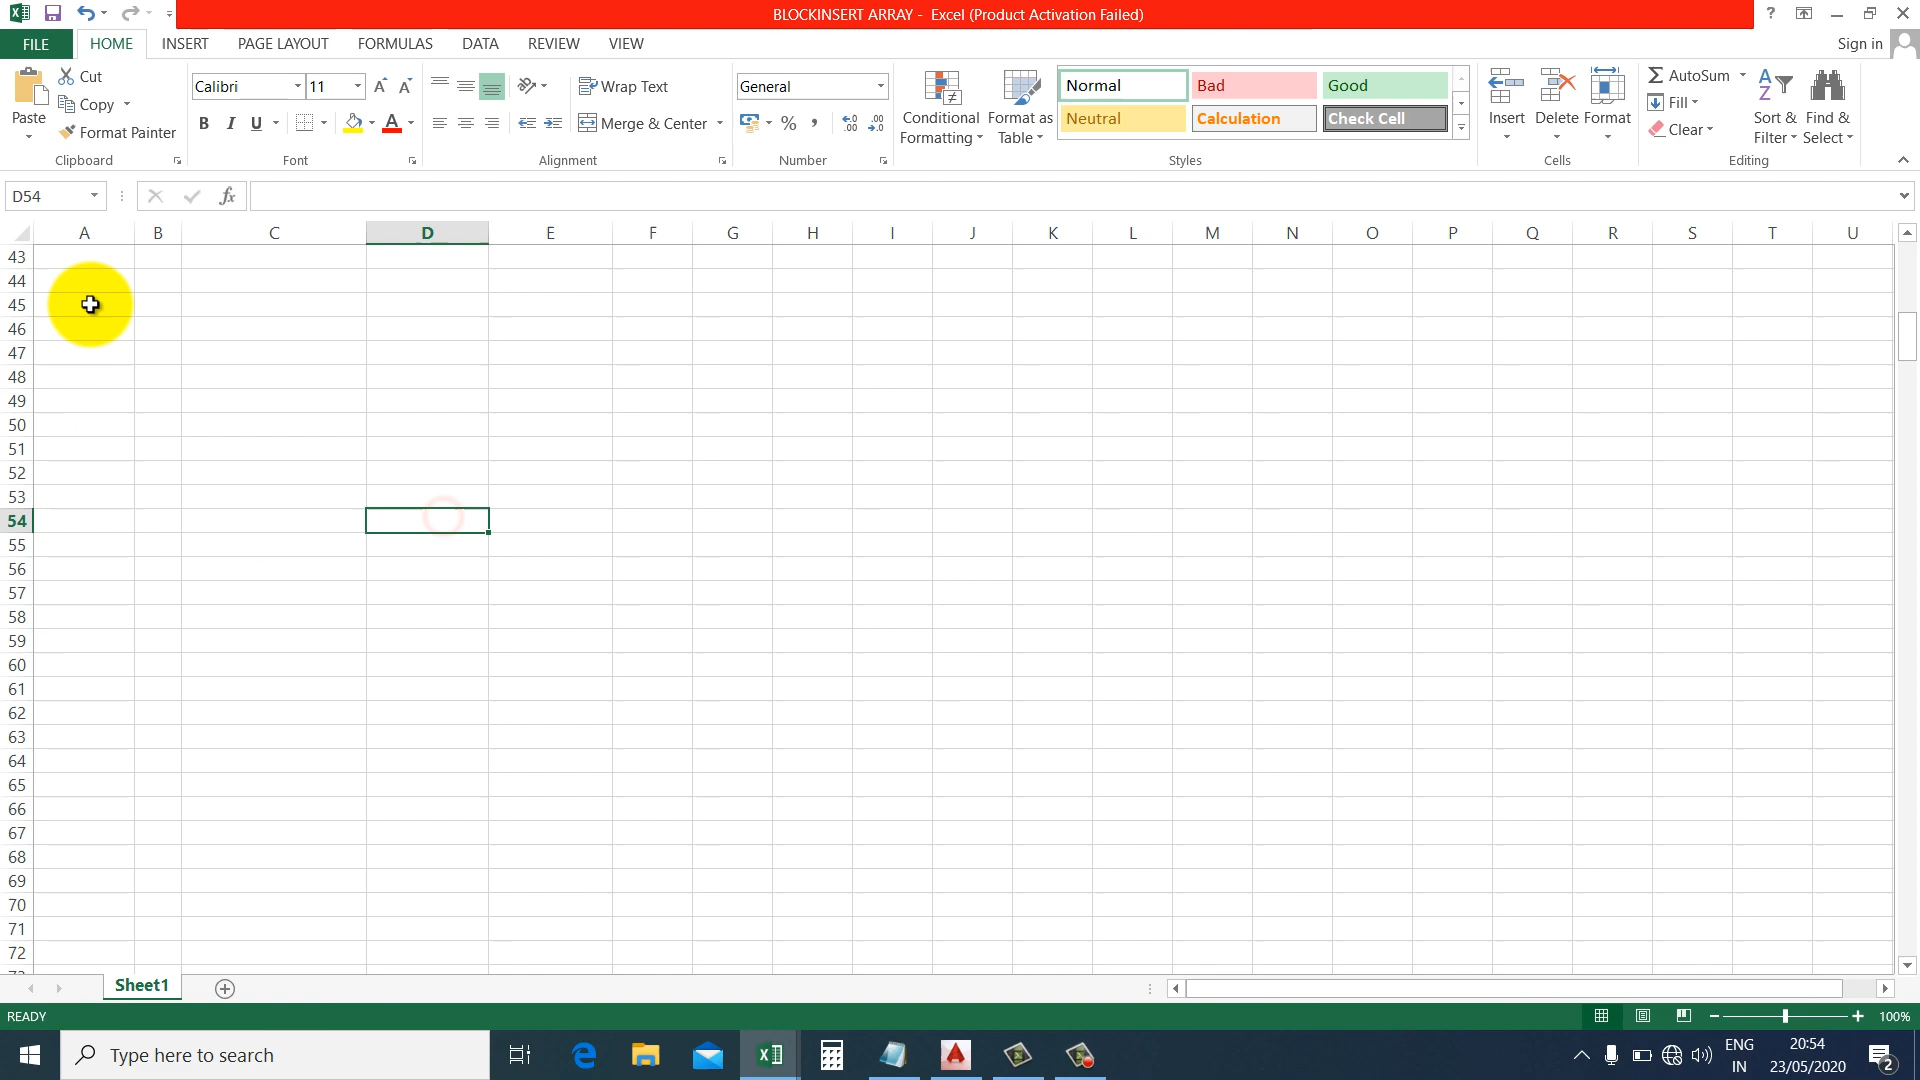 BLOCKINSERT ARRAY - Excel (Product Activation Failed)
?
FILE HOME INSERT PAGE LAYOUT FORMULAS DATA REVIEW VIEW Sign in
Paste
Cut
Copy
Format Painter
Clipboard
Calibri 11
B I U
Font
Wrap Text
Merge & Center
Alignment
General
%
Number
Conditional Formatting
Format as Table
Normal Bad Good
Neutral Calculation Check Cell
Styles
Insert Delete Format
Cells
AutoSum
Fill
Clear
Sort & Filter
Find & Select
Editing
D54
fx
A B C D E F G H I J K L M N O P Q R S T U
43
44
45
46
47
48
49
50
51
52
53
54
55
56
57
58
59
60
61
62
63
64
65
66
67
68
69
70
71
72
Sheet1
READY
100%
Type here to search
ENG
IN
20:54
23/05/2020
2